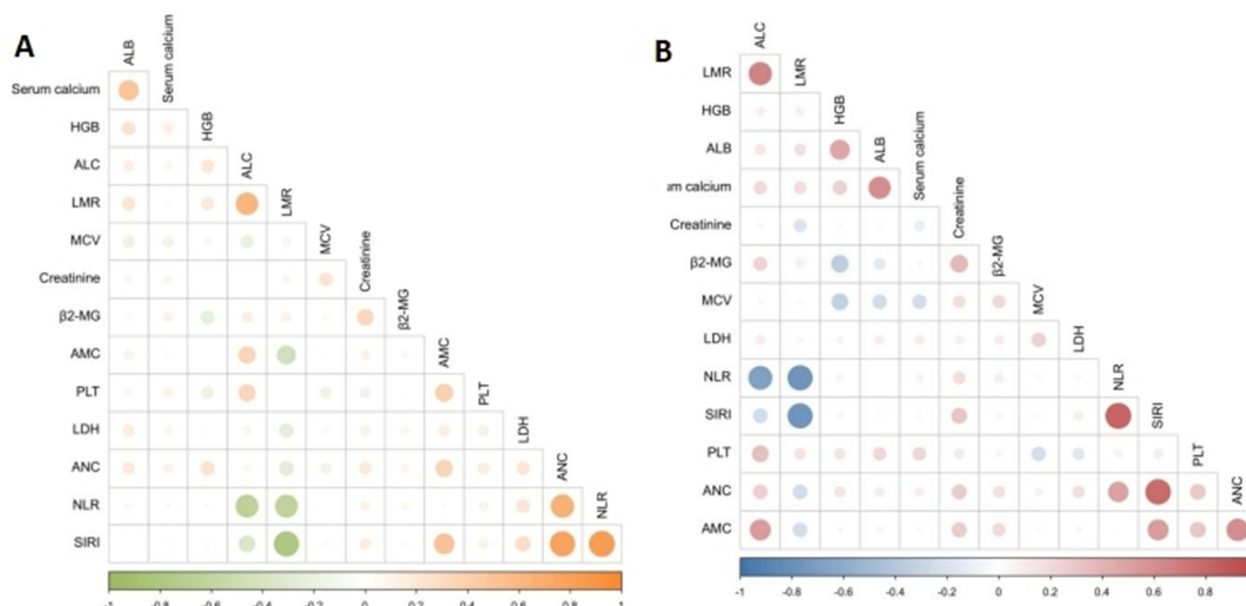 A
ALB
Serum calcium
HGB
ALC
LMR
MCV
Creatinine
β2-MG
AMC
PLT
LDH
ANC
NLR
Serum calcium
HGB
ALC
LMR
MCV
Creatinine
β2-MG
AMC
PLT
LDH
ANC
NLR
SIRI
-1 -0.8 -0.6 -0.4 -0.2 0 0.2 0.4 0.6 0.8 1
B
ALC
LMR
HGB
ALB
Serum calcium
Creatinine
β2-MG
MCV
LDH
NLR
SIRI
PLT
ANC
LMR
HGB
ALB
calcium
Creatinine
β2-MG
MCV
LDH
NLR
SIRI
PLT
ANC
AMC
-1 -0.8 -0.6 -0.4 -0.2 0 0.2 0.4 0.6 0.8